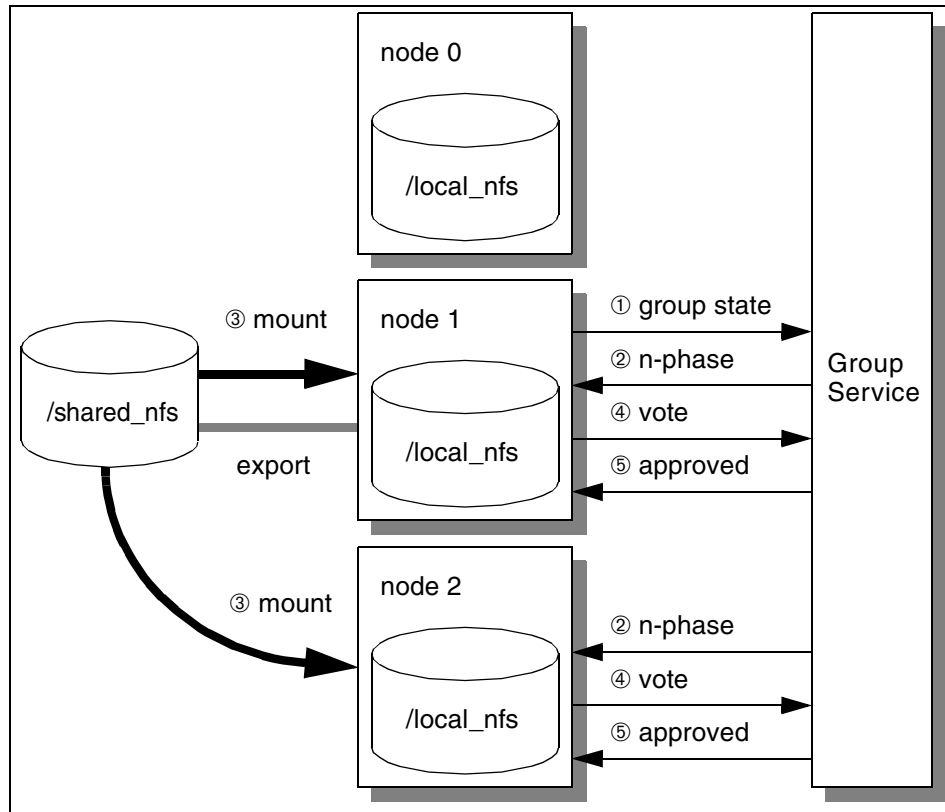 node 0
/local_nfs
③ mount
node 1
① group state
② n-phase
Group
Service
/shared_nfs
④ vote
/local_nfs
export
⑤ approved
③ mount
node 2
② n-phase
④ vote
/local_nfs
⑤ approved